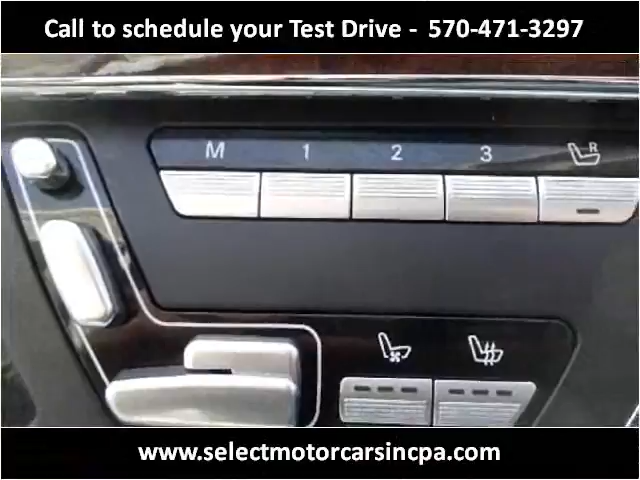 Call to schedule your Test Drive - 570-471-3297
M 1 2 3 R
www.selectmotorcarsincpa.com